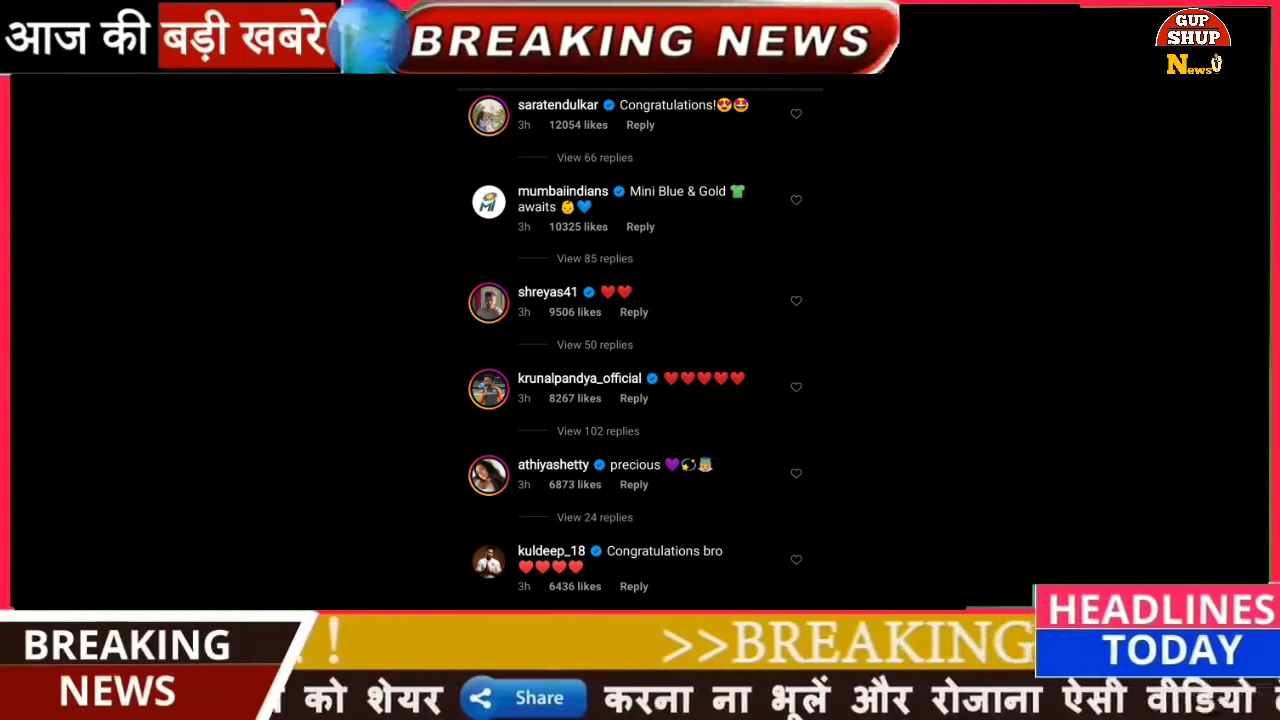 आज की बड़ी खबरे
BREAKING NEWS
GUP
SHUP
News
saratendulkar Congratulations!😍🤩
3h 12054 likes Reply
View 66 replies
MI
mumbaiindians Mini Blue & Gold 👕
awaits 👶💙
3h 10325 likes Reply
View 85 replies
shreyas41 ❤️❤️
3h 9506 likes Reply
View 50 replies
krunalpandya_official ❤️❤️❤️❤️❤️
3h 8267 likes Reply
View 102 replies
athiyashetty precious 💜💫👼🏼
3h 6873 likes Reply
View 24 replies
kuldeep_18 Congratulations bro
❤️❤️❤️❤️
3h 6436 likes Reply
HEADLINES
TODAY
BREAKING
NEWS
! >>BREAKING
को शेयर Share करना ना भूलें और रोजाना ऐसी वीडियो